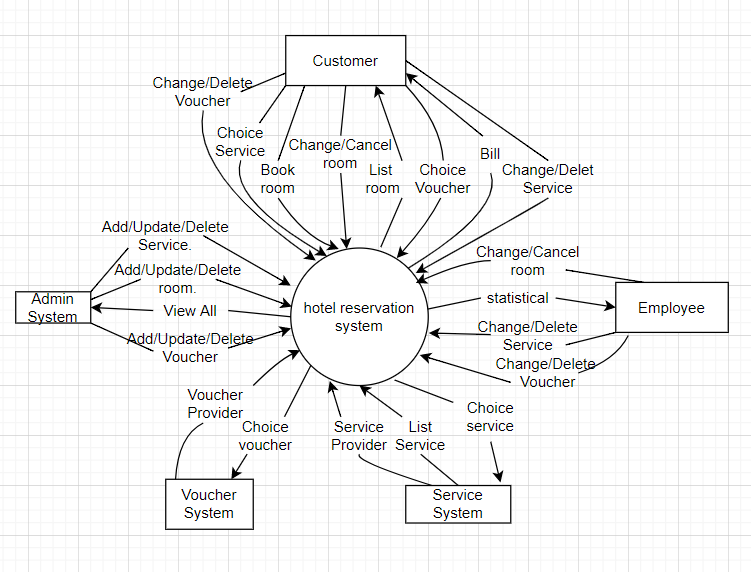 Customer
Change/Delete
Voucher
Choice
Service
Book
room
Change/Cancel
room
List
room
Choice
Voucher
Bill
Change/Delet
Service
Add/Update/Delete
Service.
Add/Update/Delete
room.
Admin
System
View All
Add/Update/Delete
Voucher
hotel reservation
system
Change/Cancel
room
statistical
Employee
Change/Delete
Service
Change/Delete
Voucher
Voucher
Provider
Choice
voucher
Service
Provider
List
Service
Choice
service
Voucher
System
Service
System